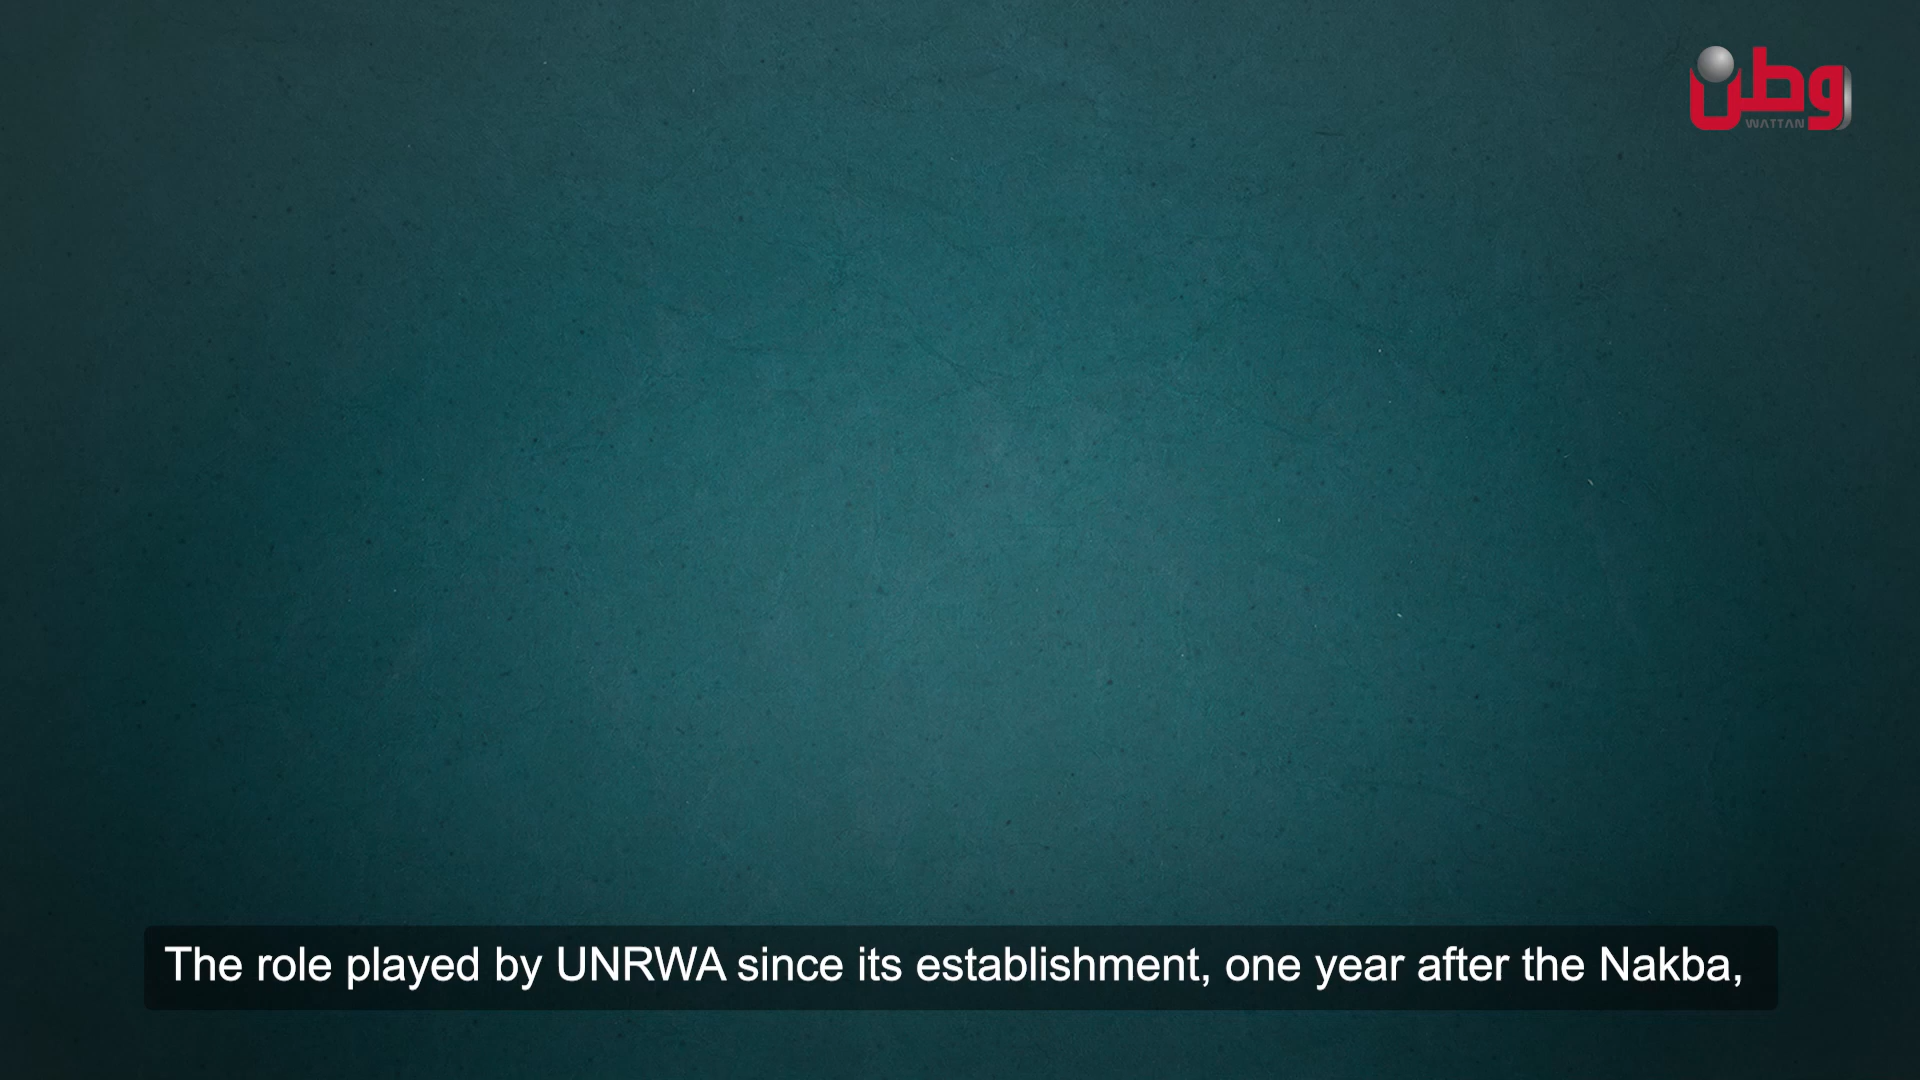 وطن
WATTAN
The role played by UNRWA since its establishment, one year after the Nakba,